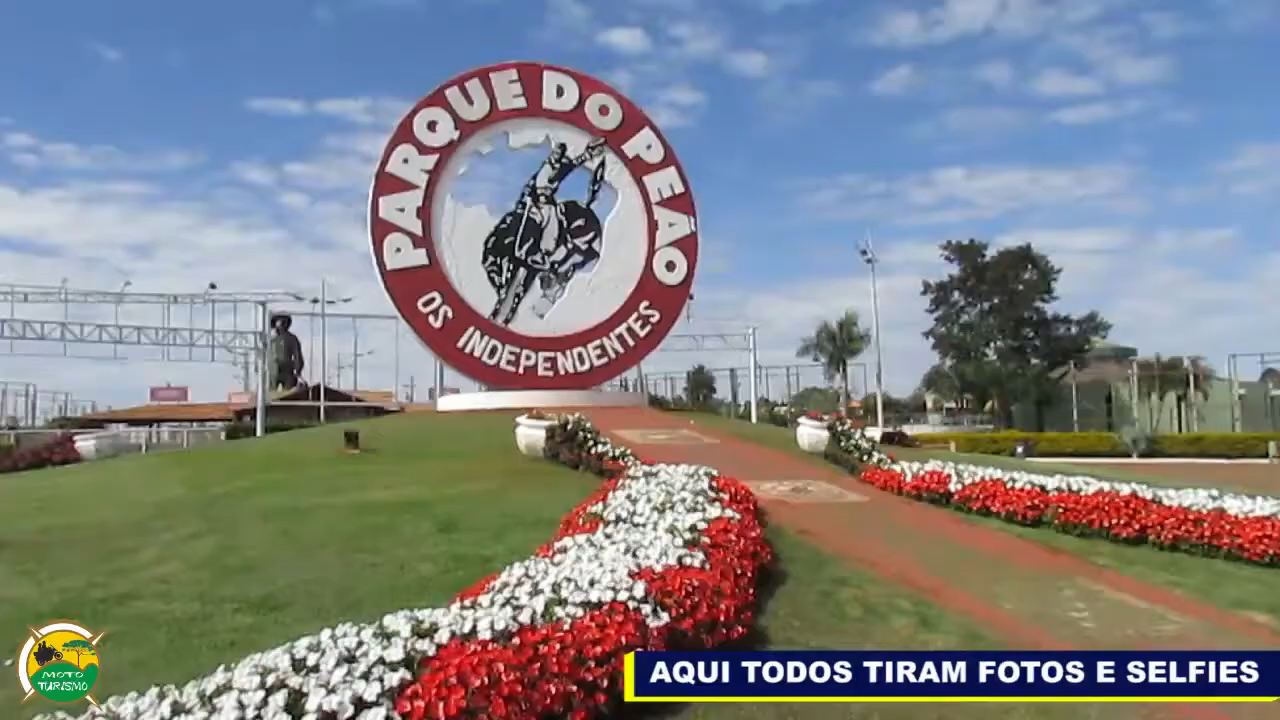 PARQUE DO PEÃO
OS INDEPENDENTES
MOTO
TURISMO
AQUI TODOS TIRAM FOTOS E SELFIES